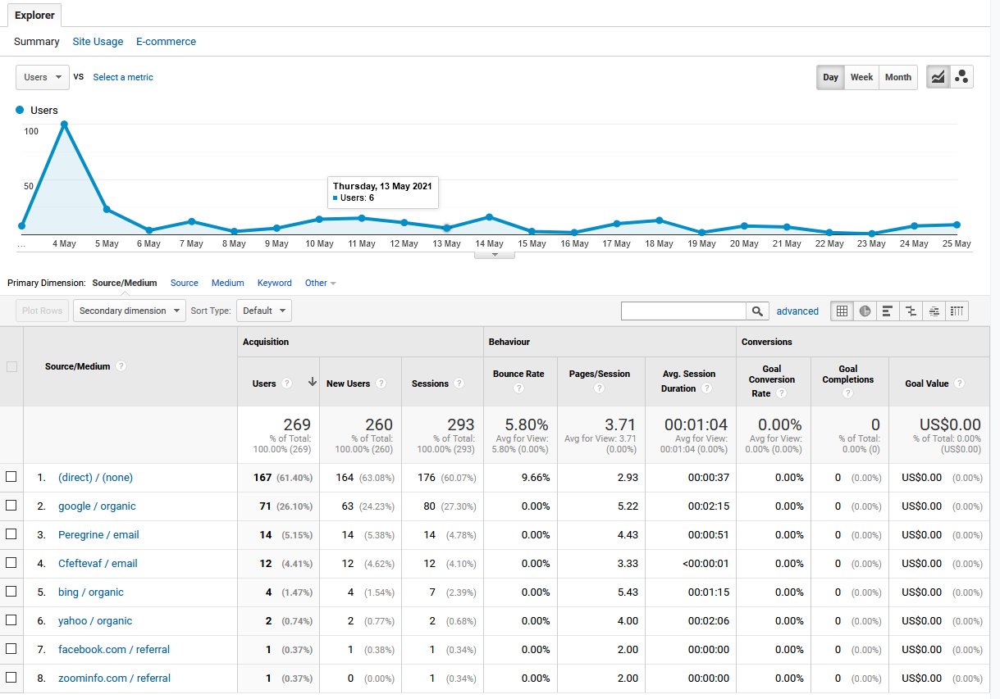 Explorer
Summary Site Usage E-commerce
Users VS Select a metric Day Week Month
Users
100
50
Thursday, 13 May 2021
Users: 6
... 4 May 5 May 6 May 7 May 8 May 9 May 10 May 11 May 12 May 13 May 14 May 15 May 16 May 17 May 18 May 19 May 20 May 21 May 22 May 23 May 24 May 25 May
Primary Dimension: Source/Medium Source Medium Keyword Other
Plot Rows Secondary dimension Sort Type: Default advanced
Acquisition Behaviour Conversions
Source/Medium ? Users ? New Users ? Sessions ? Bounce Rate ? Pages/Session ? Avg. Session Duration ? Goal Conversion Rate ? Goal Completions ? Goal Value ?
269 260 293 5.80% 3.71 00:01:04 0.00% 0 US$0.00
% of Total: % of Total: % of Total: Avg for View: Avg for View: 3.71 Avg for View: Avg for View: % of Total: % of Total: 0.00%
100.00% (269) 100.00% (260) 100.00% (293) 5.80% (0.00%) (0.00%) 00:01:04 (0.00%) 0.00% (0.00%) 0.00% (0) (US$0.00)
1. (direct) / (none) 167 (61.40%) 164 (63.08%) 176 (60.07%) 9.66% 2.93 00:00:37 0.00% 0 (0.00%) US$0.00 (0.00%)
2. google / organic 71 (26.10%) 63 (24.23%) 80 (27.30%) 0.00% 5.22 00:02:15 0.00% 0 (0.00%) US$0.00 (0.00%)
3. Peregrine / email 14 (5.15%) 14 (5.38%) 14 (4.78%) 0.00% 4.43 00:00:51 0.00% 0 (0.00%) US$0.00 (0.00%)
4. Cfeftevaf / email 12 (4.41%) 12 (4.62%) 12 (4.10%) 0.00% 3.33 <00:00:01 0.00% 0 (0.00%) US$0.00 (0.00%)
5. bing / organic 4 (1.47%) 4 (1.54%) 7 (2.39%) 0.00% 5.43 00:01:15 0.00% 0 (0.00%) US$0.00 (0.00%)
6. yahoo / organic 2 (0.74%) 2 (0.77%) 2 (0.68%) 0.00% 4.00 00:02:06 0.00% 0 (0.00%) US$0.00 (0.00%)
7. facebook.com / referral 1 (0.37%) 1 (0.38%) 1 (0.34%) 0.00% 2.00 00:00:00 0.00% 0 (0.00%) US$0.00 (0.00%)
8. zoominfo.com / referral 1 (0.37%) 0 (0.00%) 1 (0.34%) 0.00% 2.00 00:00:00 0.00% 0 (0.00%) US$0.00 (0.00%)